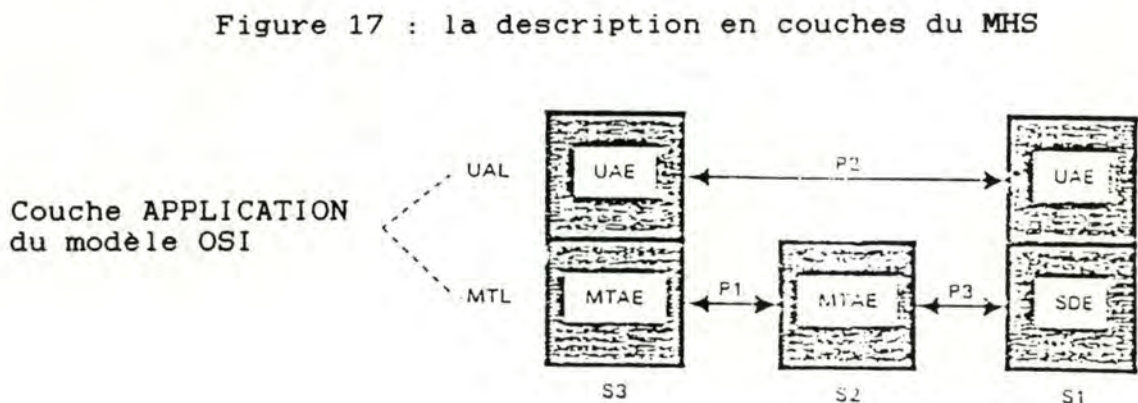 Figure 17 : la description en couches du MHS
UAL UAE P2 UAE
Couche APPLICATION
du modèle OSI
MTL MTAE P1 MTAE P3 SDE
S3 S2 S1